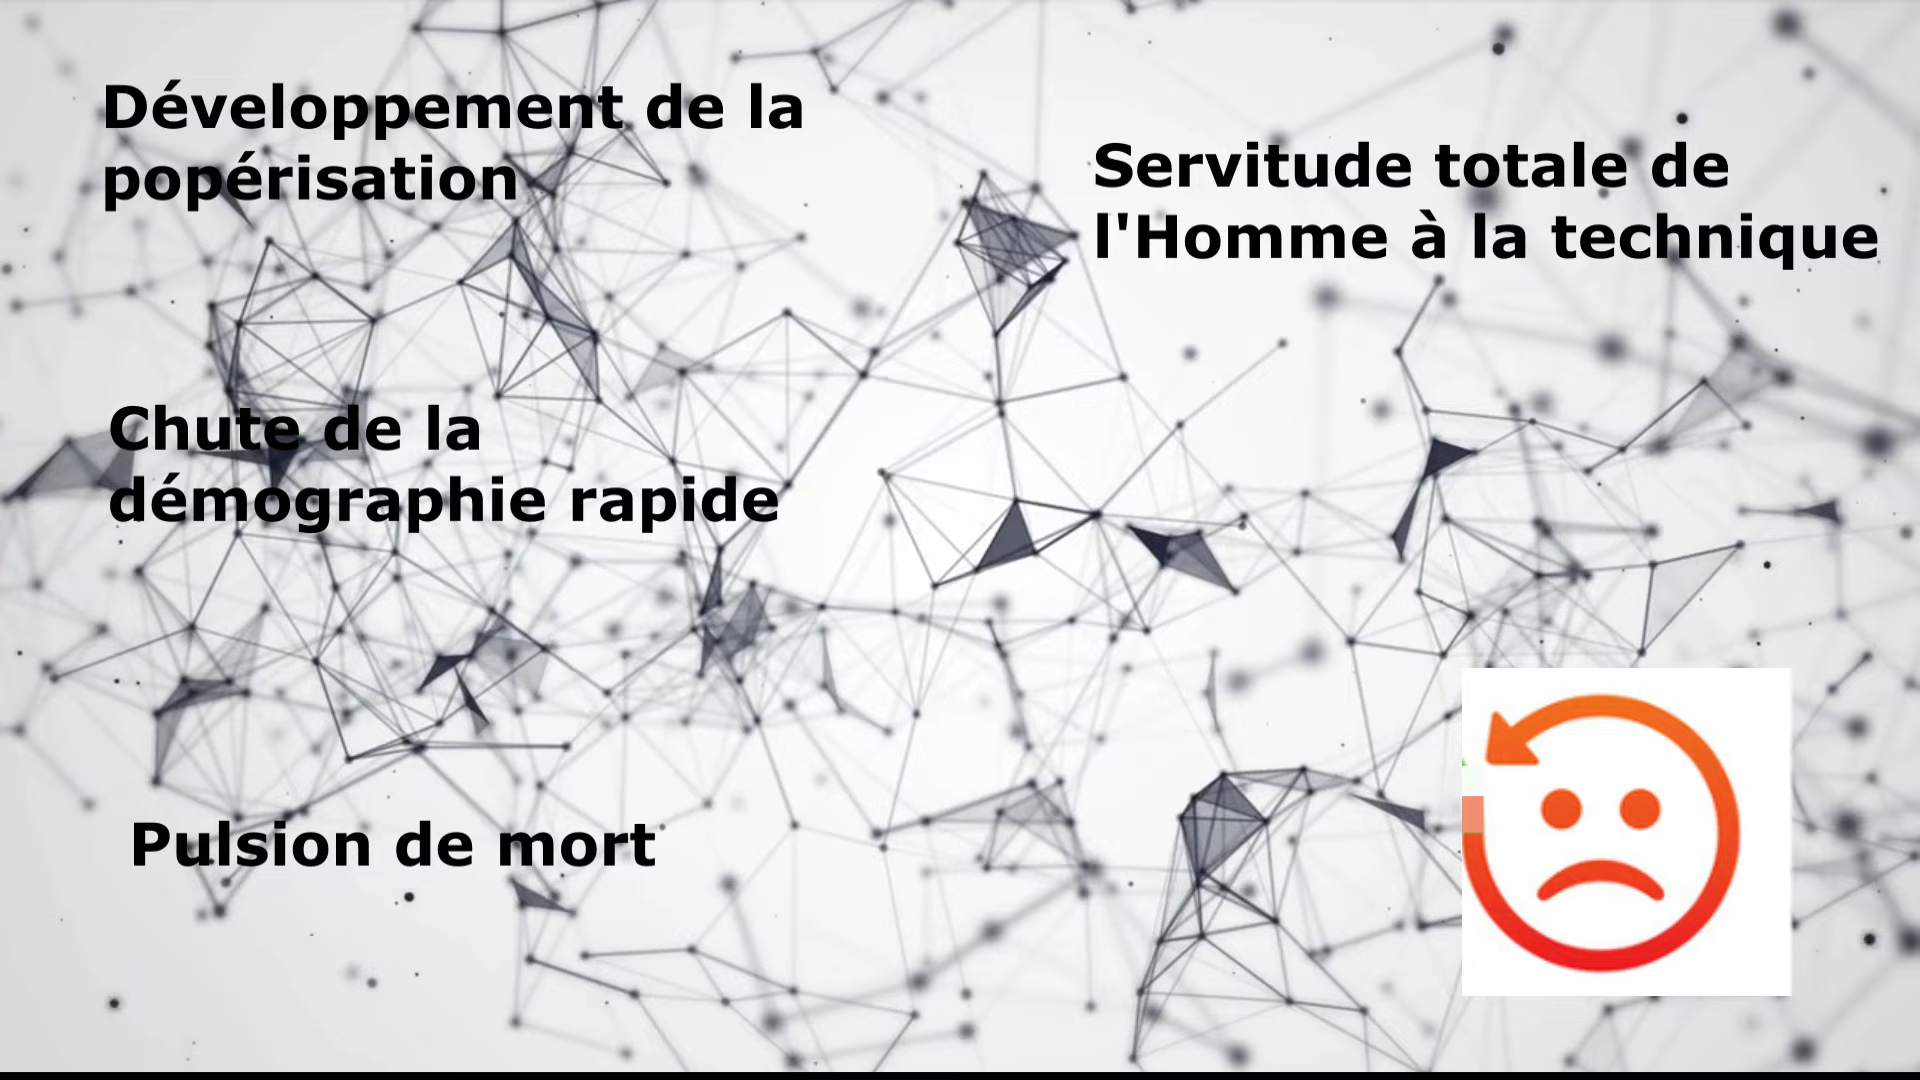 Développement de la
popérisation
Servitude totale de
l'Homme à la technique
Chute de la
démographie rapide
Pulsion de mort